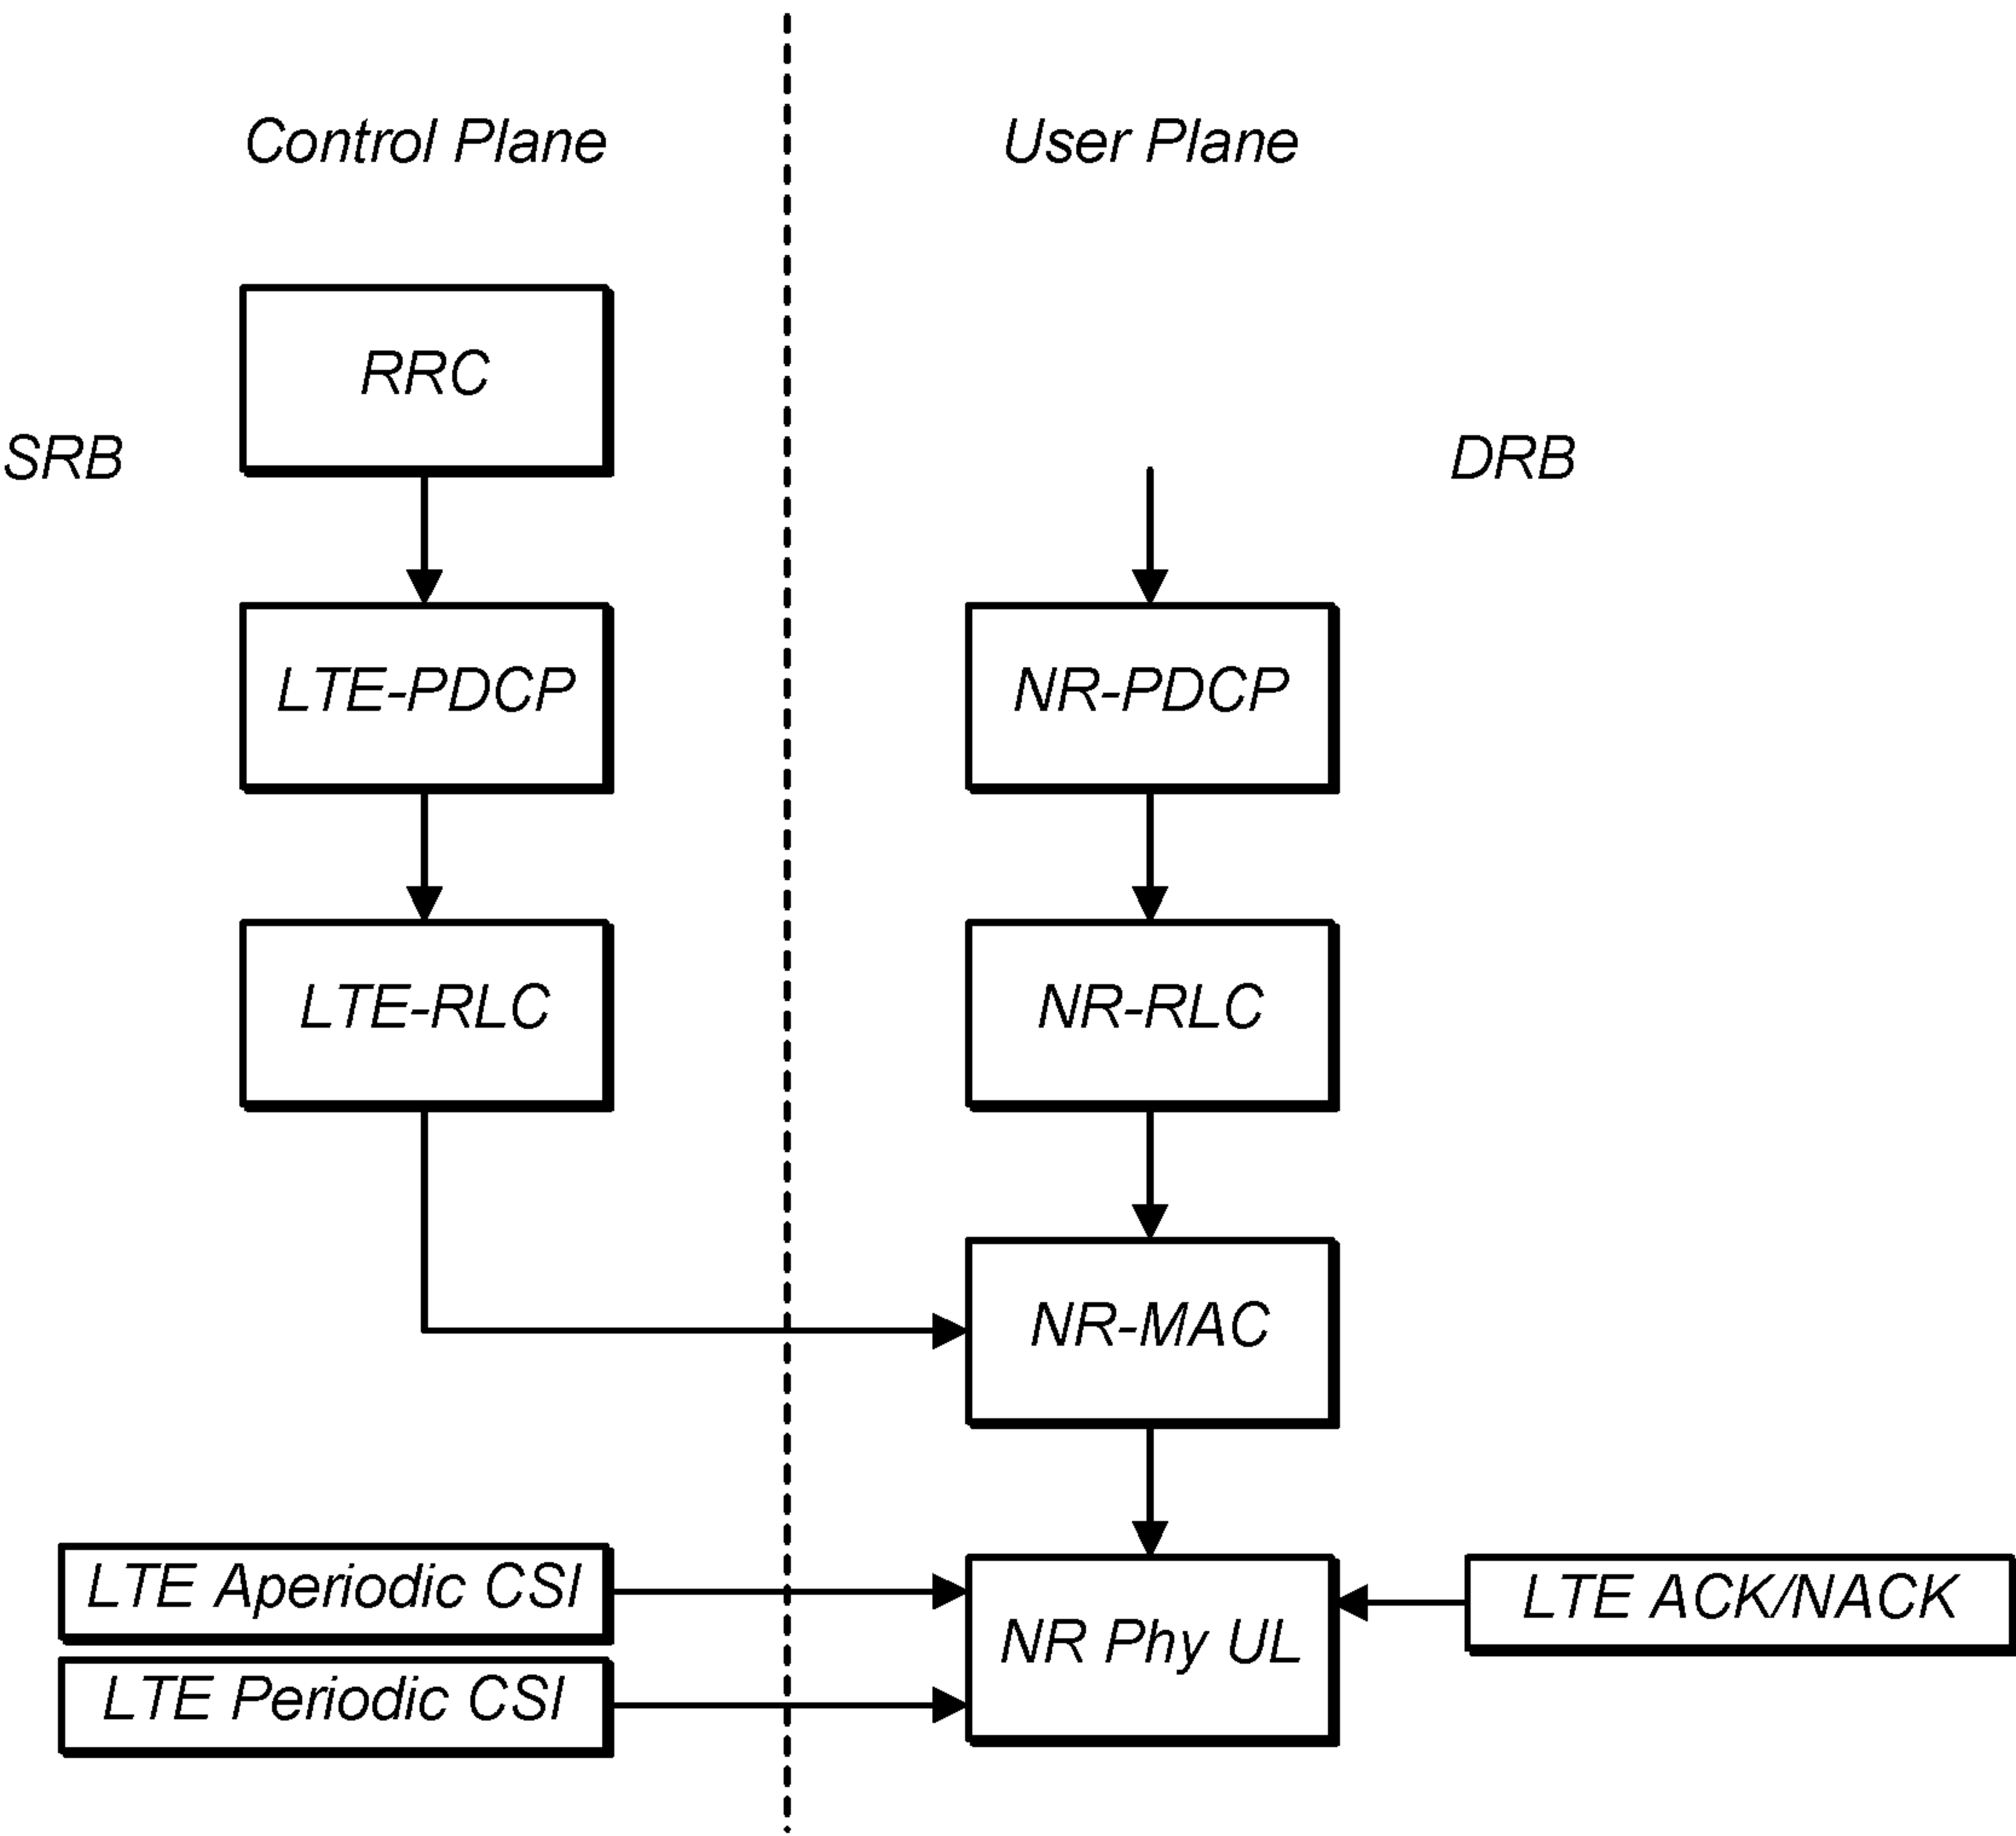 Control Plane
User Plane
RRC
SRB
DRB
LTE-PDCP
NR-PDCP
LTE-RLC
NR-RLC
NR-MAC
LTE Aperiodic CSI
LTE ACK/NACK
NR Phy UL
LTE Periodic CSI